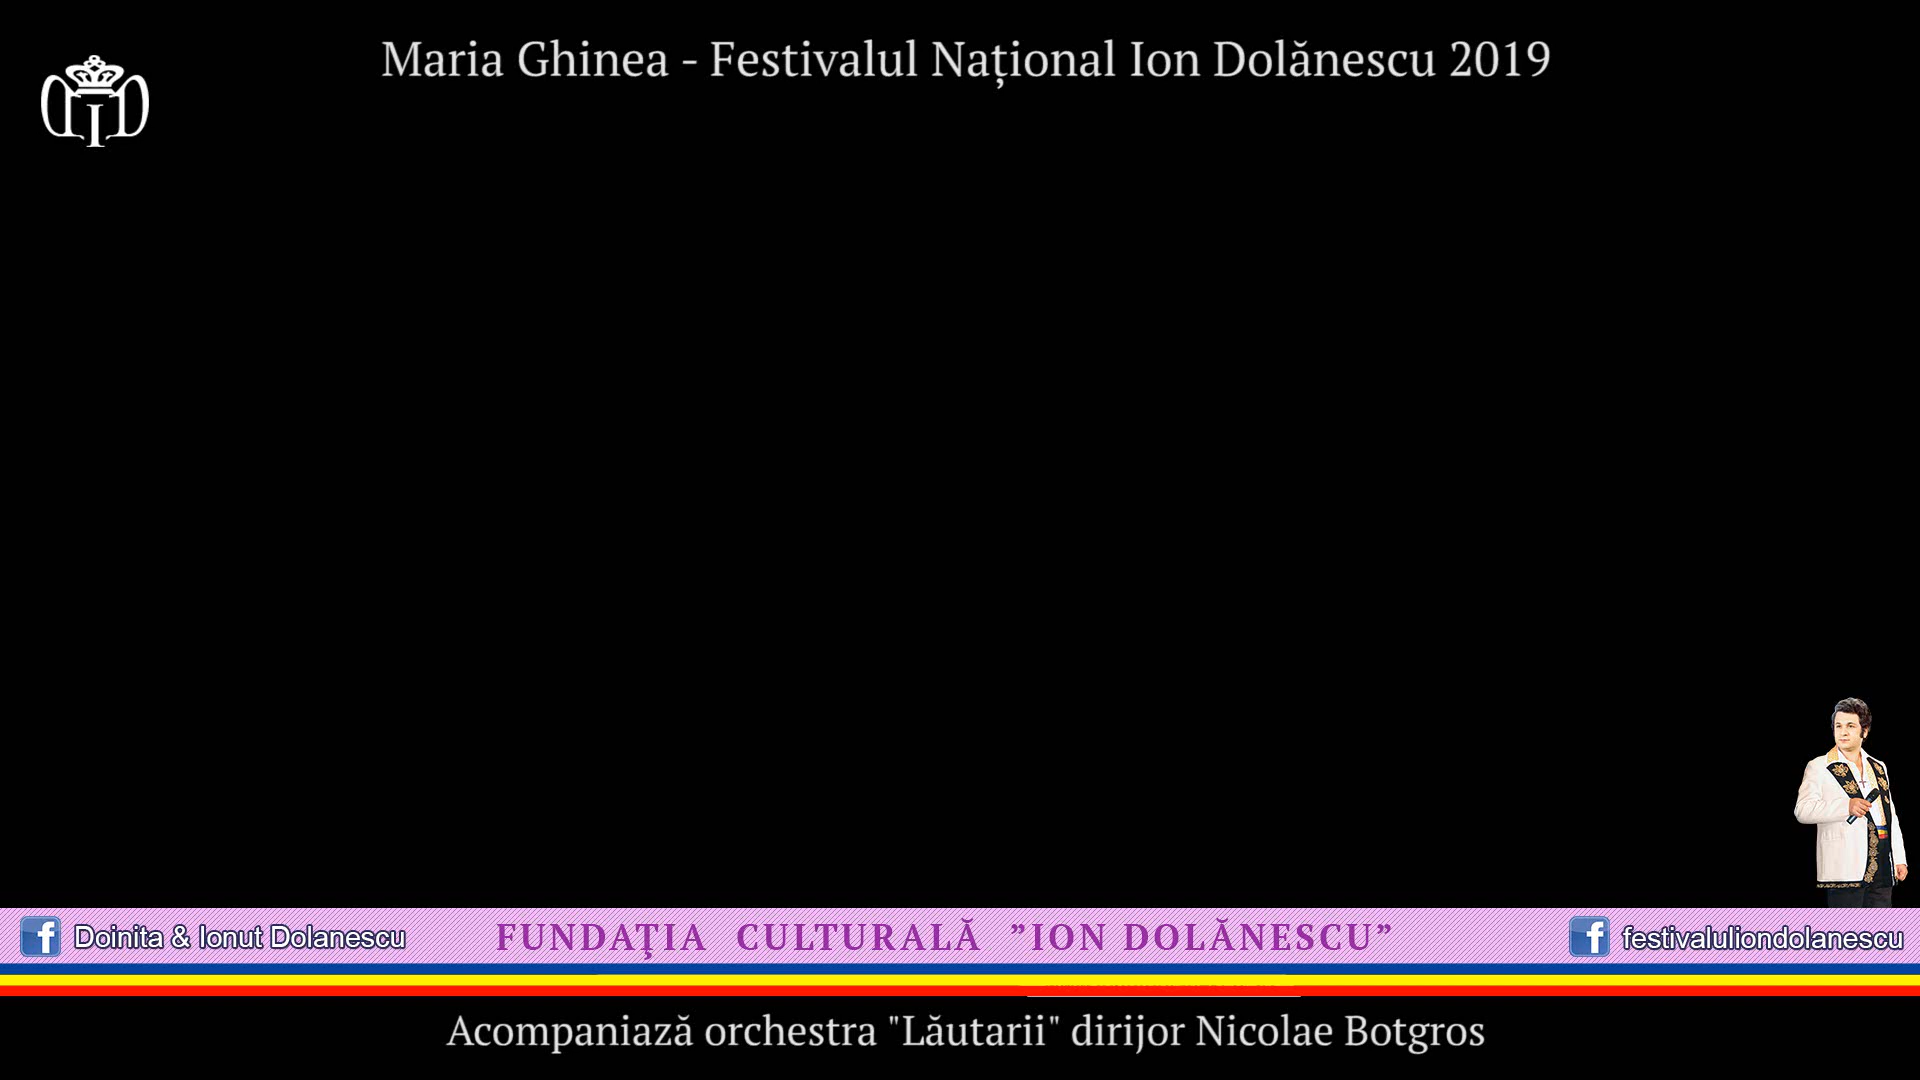 Maria Ghinea - Festivalul Național Ion Dolănescu 2019
Doinita & Ionut Dolanescu
FUNDAŢIA CULTURALĂ ”ION DOLĂNESCU”
festivaluliondolanescu
Acompaniază orchestra "Lăutarii" dirijor Nicolae Botgros